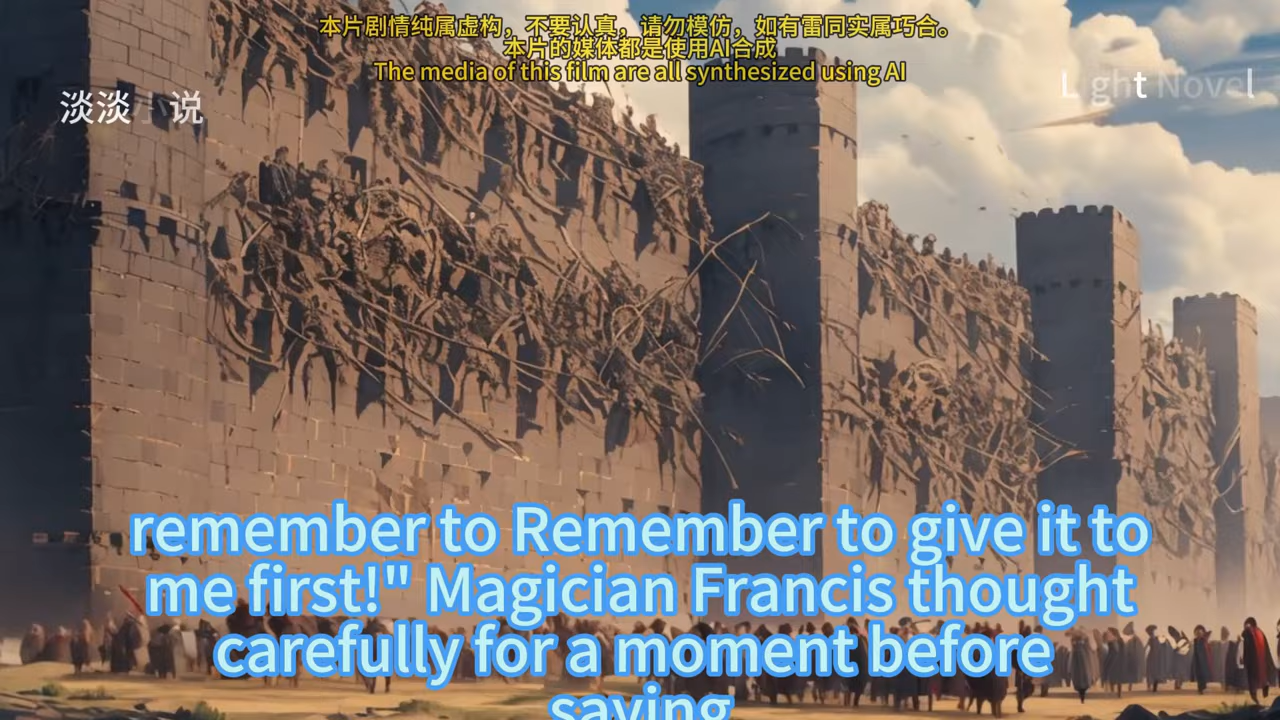 本片剧情纯属虚构，不要认真，请勿模仿，如有雷同实属巧合。
本片的媒体都是使用AI合成
The media of this film are all synthesized using AI
淡淡小说
Light Novel
remember to Remember to give it to
me first!" Magician Francis thought
carefully for a moment before
saying